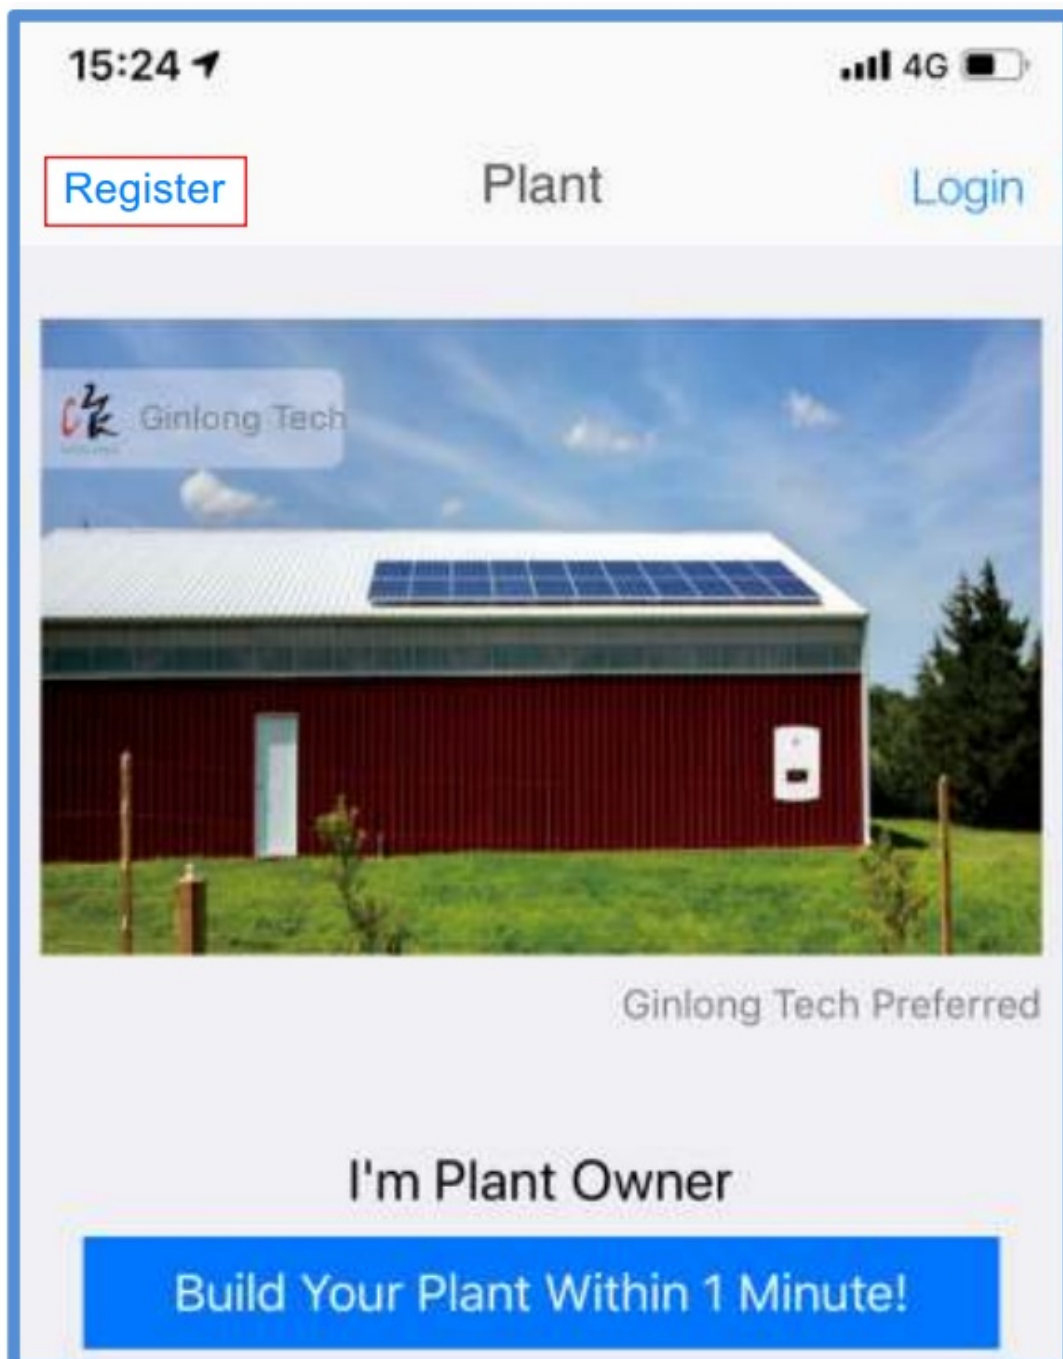 15:24
4G
Register
Plant
Login
Ginlong Tech
Ginlong Tech Preferred
I'm Plant Owner
Build Your Plant Within 1 Minute!